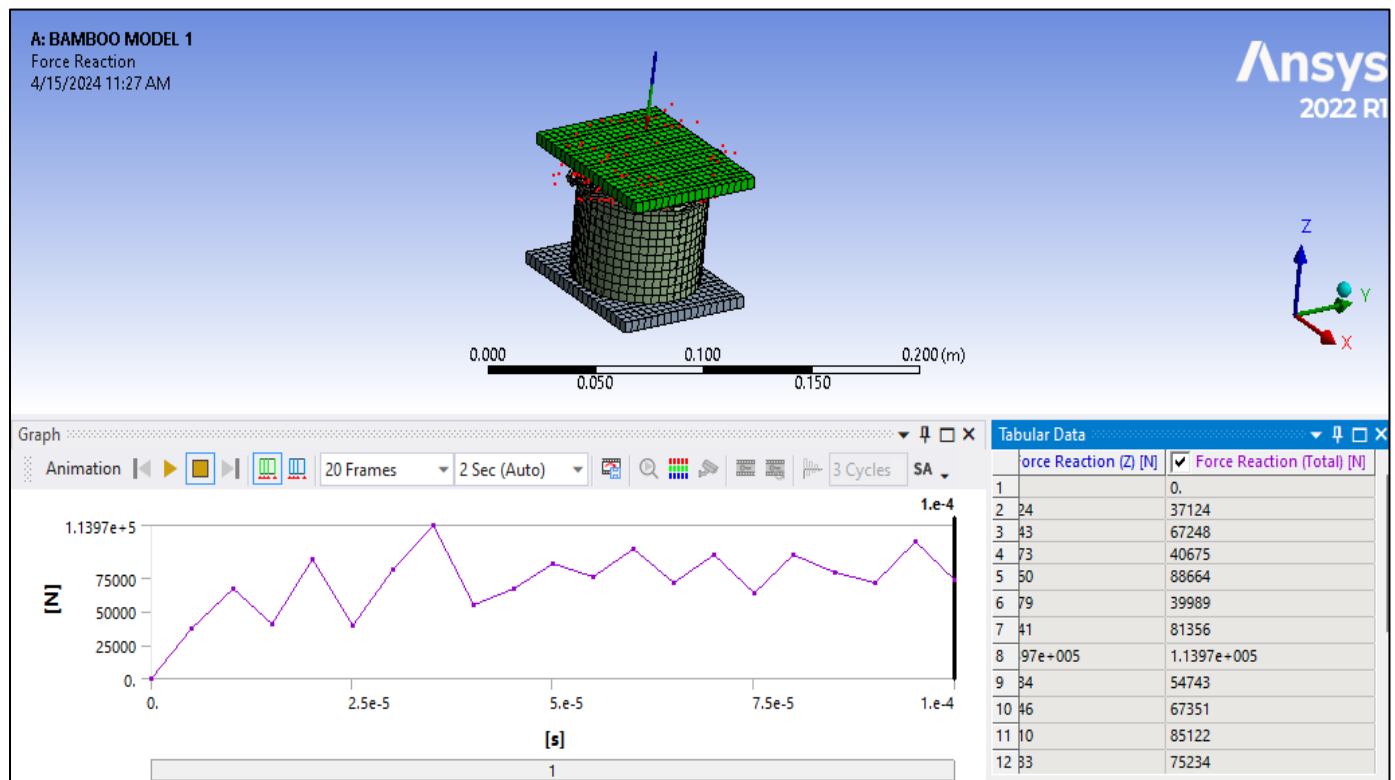 A: BAMBOO MODEL 1
Force Reaction
4/15/2024 11:27 AM
Ansys
2022 R1
Z
Y
X
0.000 0.100 0.200 (m)
0.050 0.150
Graph
Animation 20 Frames 2 Sec (Auto) 3 Cycles SA
1.e-4
1.1397e+5
75000
50000
25000
0.
[N]
0. 2.5e-5 5.e-5 7.5e-5 1.e-4
[s]
1
Tabular Data
orce Reaction (Z) [N] Force Reaction (Total) [N]
1 0.
2 24 37124
3 43 67248
4 73 40675
5 60 88664
6 79 39989
7 41 81356
8 97e+005 1.1397e+005
9 34 54743
10 46 67351
11 10 85122
12 33 75234